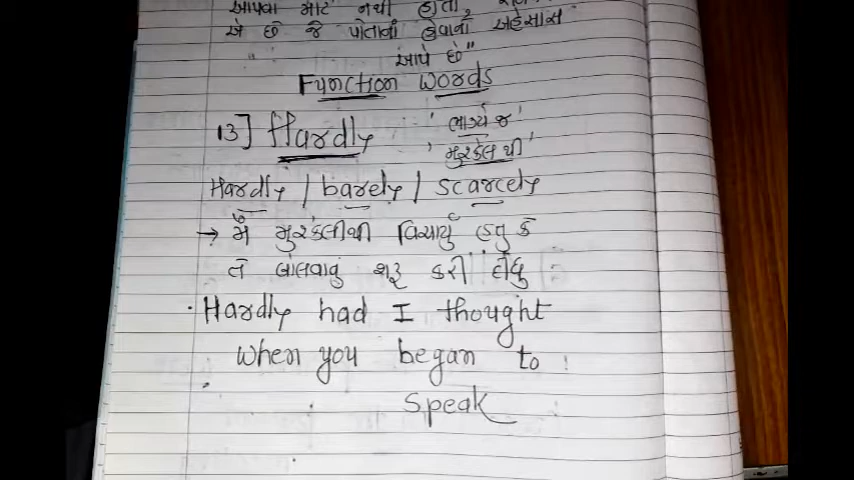 આપવા માટે નથી હોતા,
એ છે જે પોતાની હોવાનો અહેસાસ
આપે છે"
Function words
13] Hardly 'ભાગ્યે જ'
'મુશ્કેલ થી'
Hardly / barely / scarcely
→ મેં મુશ્કેલીથી વિચાર્યું હતુ કે
તે બોલવાનું શરૂ કરી દીધુ
. Hardly had I thought
when you began to
speak